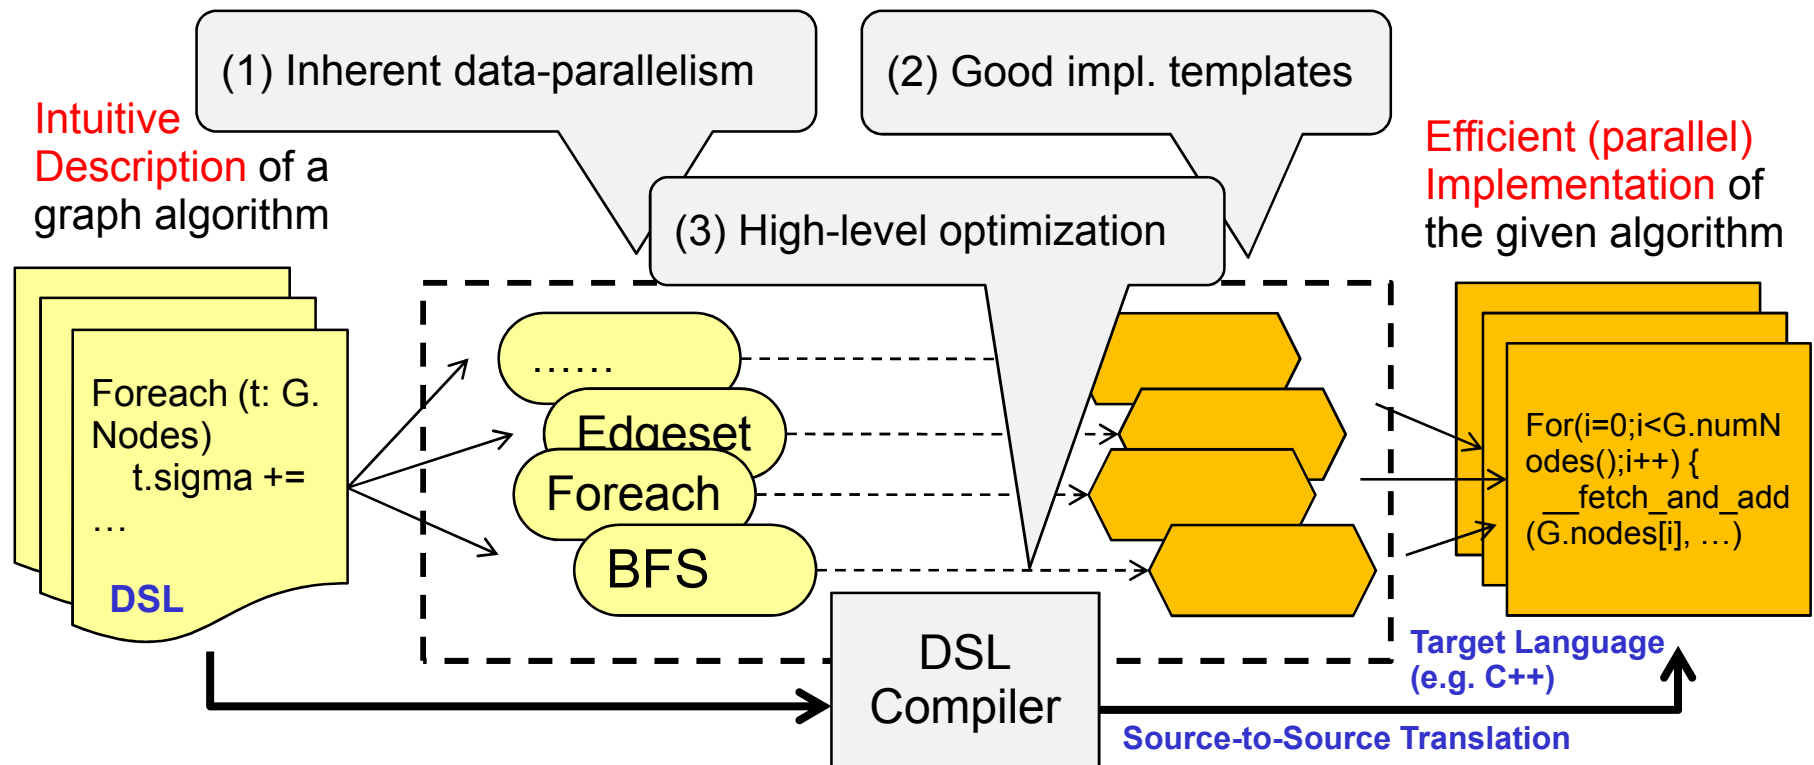 (1) Inherent data-parallelism
(2) Good impl. templates
Intuitive
Description of a
graph algorithm
Efficient (parallel)
Implementation of
the given algorithm
(3) High-level optimization
Foreach (t: G.
Nodes)
t.sigma +=
…
DSL
……
Edgeset
Foreach
BFS
For(i=0;i<G.numN
odes();i++) {
__fetch_and_add
(G.nodes[i], …)
DSL
Compiler
Target Language
(e.g. C++)
Source-to-Source Translation